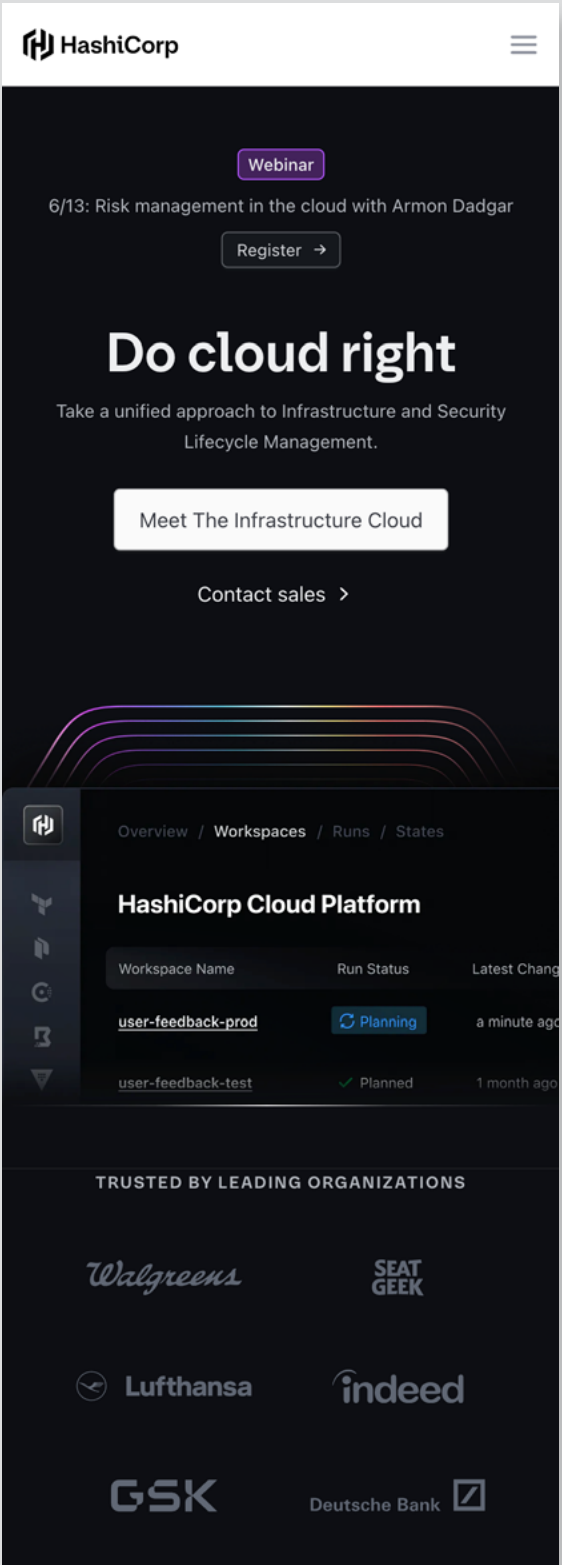 HashiCorp
Webinar
6/13: Risk management in the cloud with Armon Dadgar
Register →
Do cloud right
Take a unified approach to Infrastructure and Security
Lifecycle Management.
Meet The Infrastructure Cloud
Contact sales >
Overview / Workspaces / Runs / States
HashiCorp Cloud Platform
Workspace Name Run Status Latest Chang
user-feedback-prod Planning a minute ago
user-feedback-test Planned 1 month ago
TRUSTED BY LEADING ORGANIZATIONS
Walgreens SEAT
GEEK
Lufthansa indeed
GSK Deutsche Bank